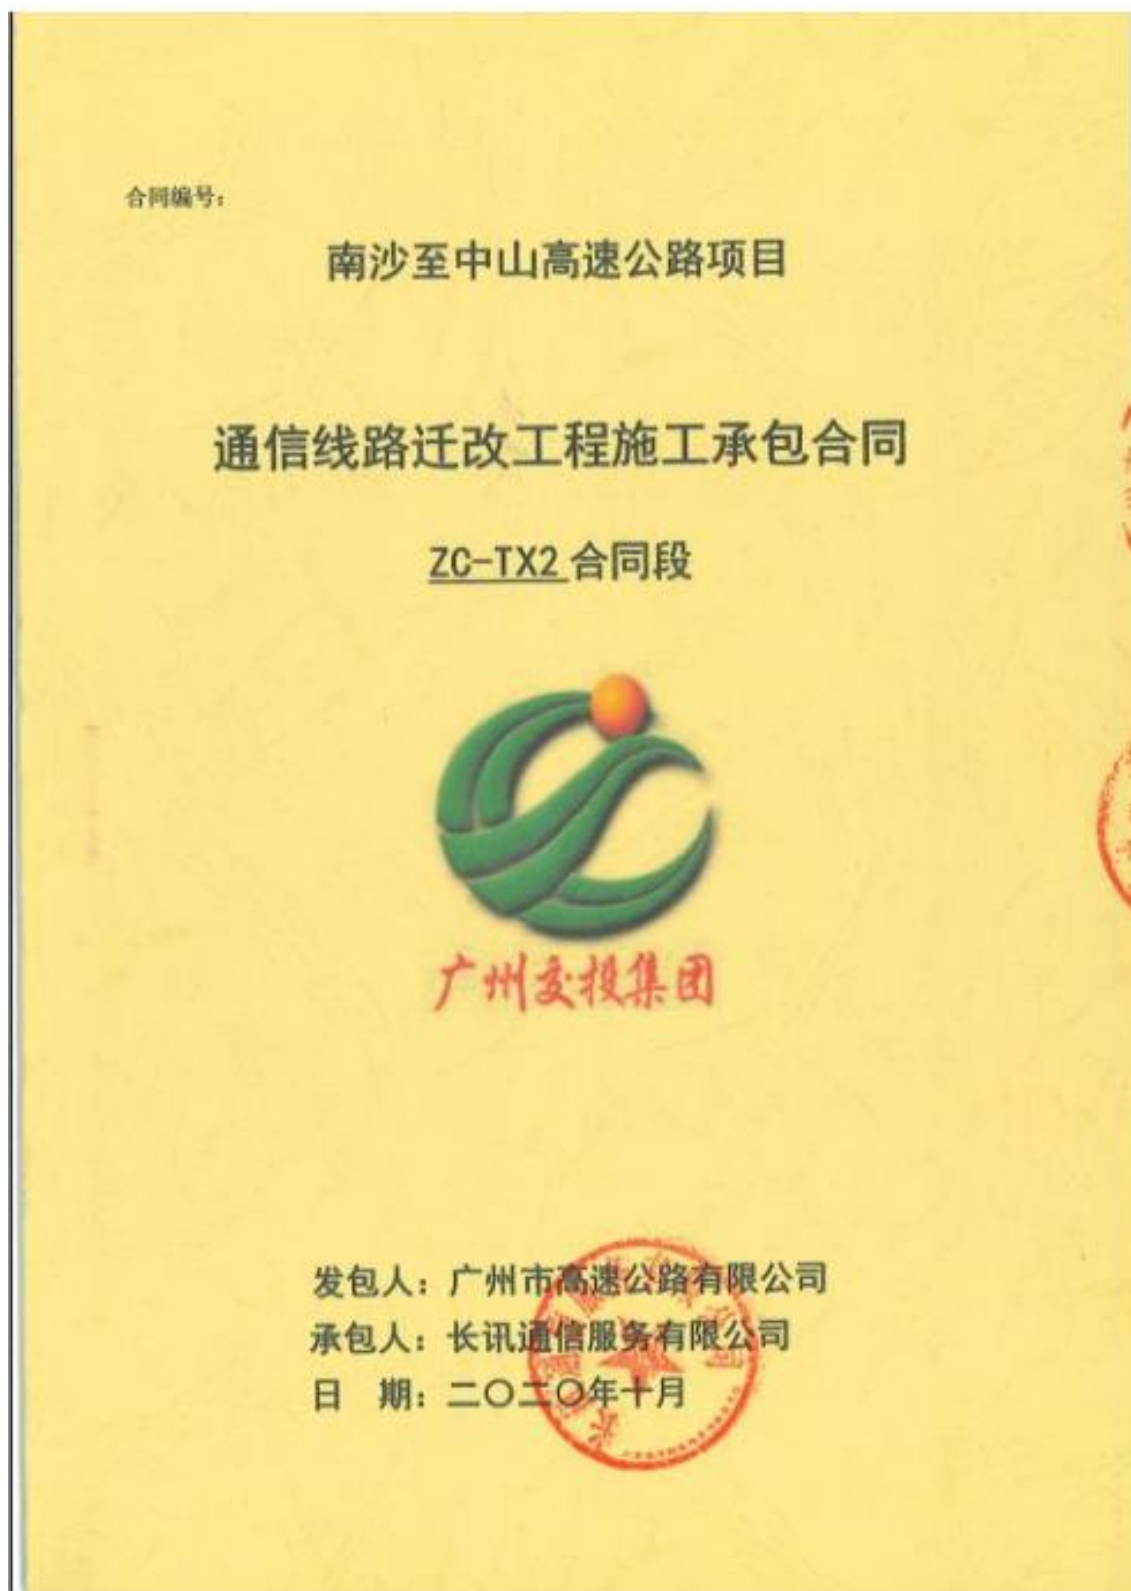 合同编号：
南沙至中山高速公路项目
通信线路迁改工程施工承包合同
ZC-TX2 合同段
广州交投集团
发包人：广州市高速公路有限公司
承包人：长讯通信服务有限公司
日 期：二〇二〇年十月